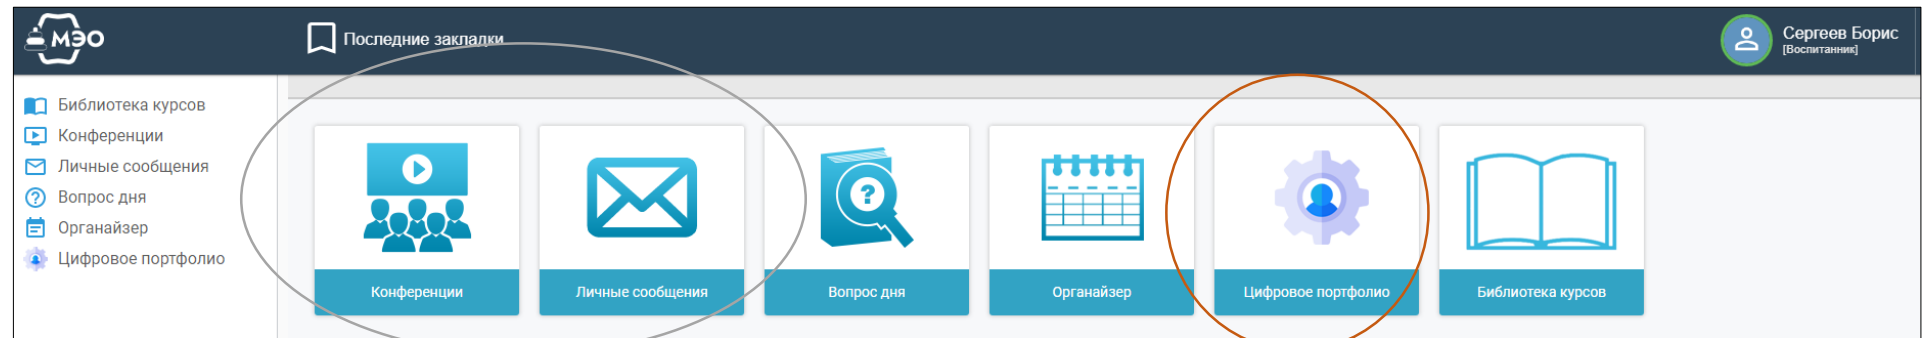 МЭО
Последние закладки
Сергеев Борис
[Воспитанник]
Библиотека курсов
Конференции
Личные сообщения
Вопрос дня
Органайзер
Цифровое портфолио
Конференции
Личные сообщения
Вопрос дня
Органайзер
Цифровое портфолио
Библиотека курсов